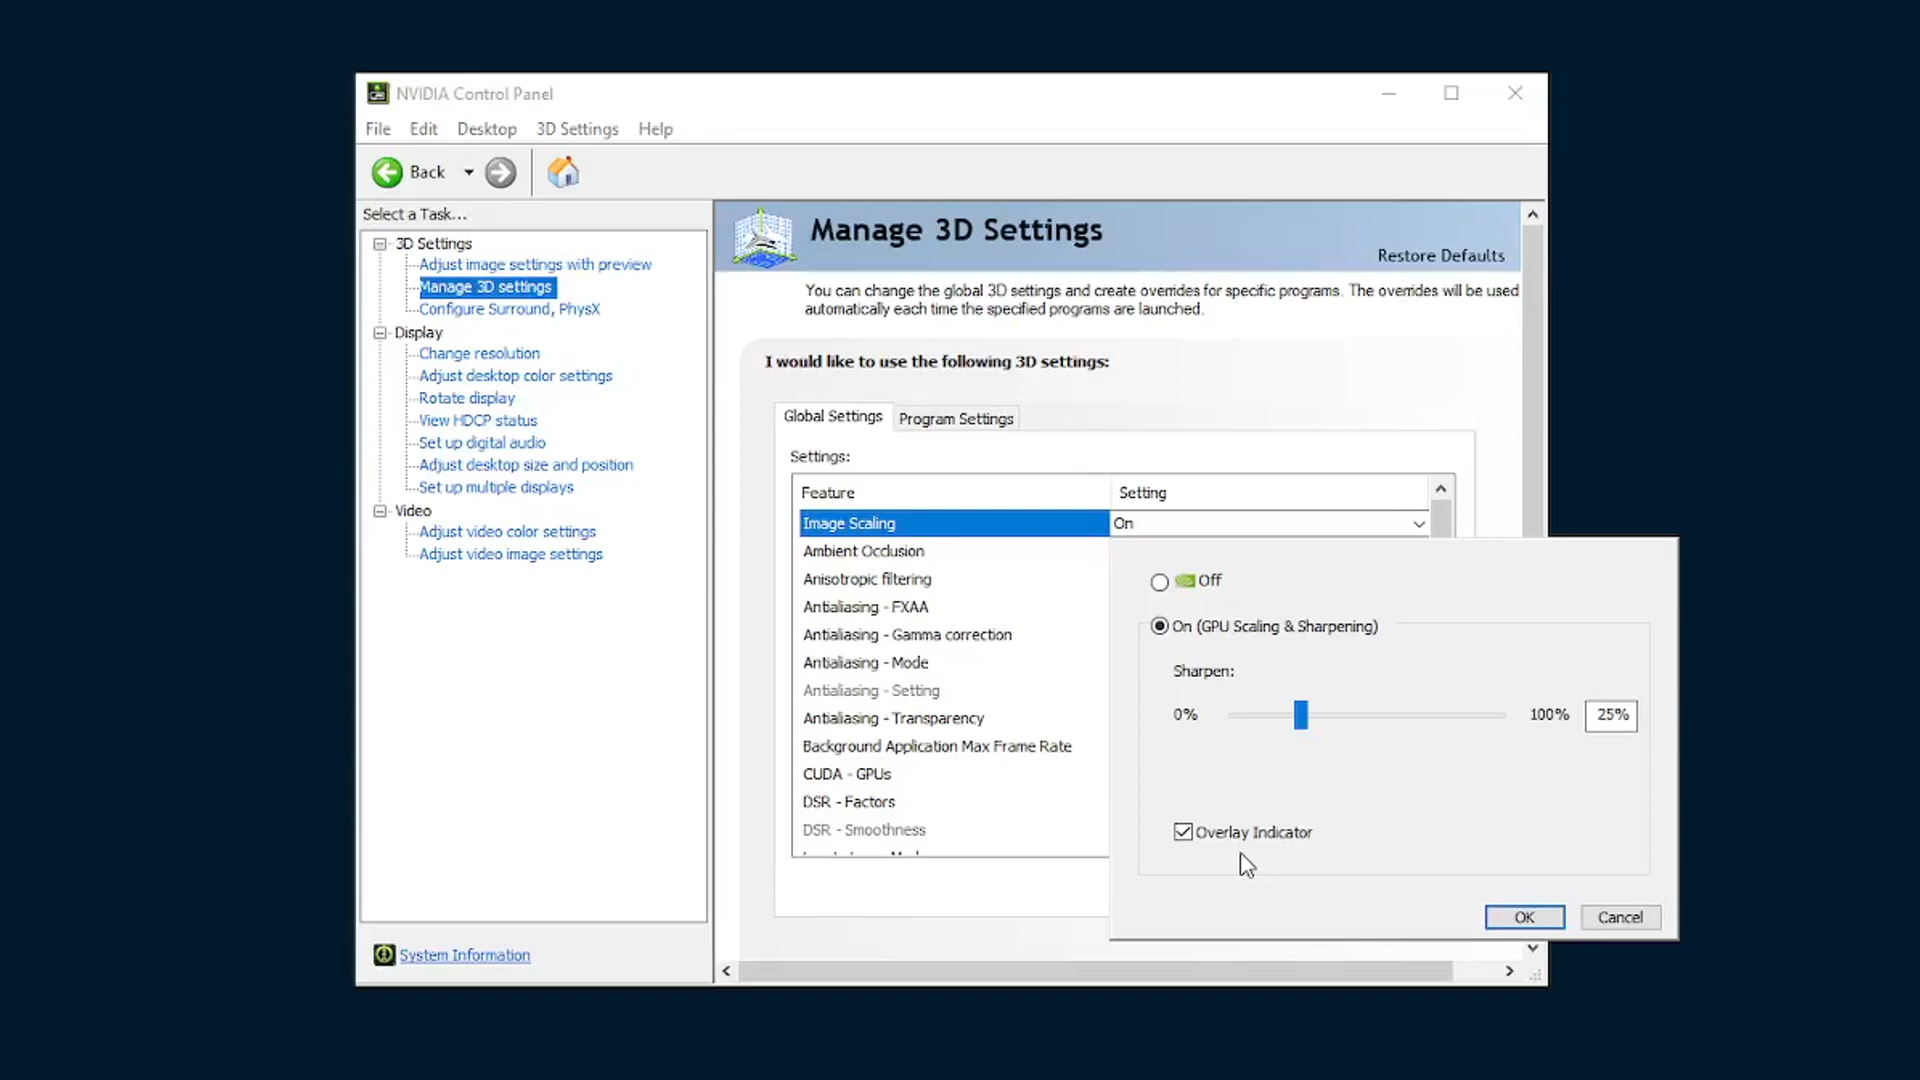 NVIDIA Control Panel
File Edit Desktop 3D Settings Help
Back
Select a Task...
3D Settings
Adjust image settings with preview
Manage 3D settings
Configure Surround, PhysX
Display
Change resolution
Adjust desktop color settings
Rotate display
View HDCP status
Set up digital audio
Adjust desktop size and position
Set up multiple displays
Video
Adjust video color settings
Adjust video image settings
System Information
Manage 3D Settings
Restore Defaults
You can change the global 3D settings and create overrides for specific programs. The overrides will be used
automatically each time the specified programs are launched.
I would like to use the following 3D settings:
Global Settings Program Settings
Settings:
Feature Setting
Image Scaling On
Ambient Occlusion
Anisotropic filtering
Antialiasing - FXAA
Antialiasing - Gamma correction
Antialiasing - Mode
Antialiasing - Setting
Antialiasing - Transparency
Background Application Max Frame Rate
CUDA - GPUs
DSR - Factors
DSR - Smoothness
Off
On (GPU Scaling & Sharpening)
Sharpen:
0% 100% 25%
Overlay Indicator
OK Cancel